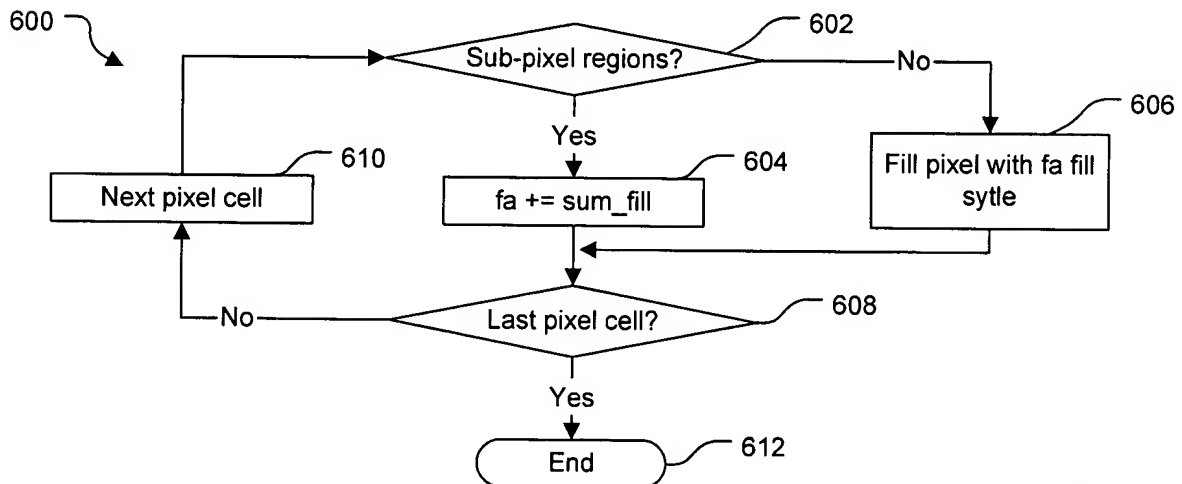 600
602
Sub-pixel regions?
No
Yes
606
Fill pixel with fa fill
sytle
610
Next pixel cell
604
fa += sum_fill
No
Last pixel cell?
608
Yes
End
612